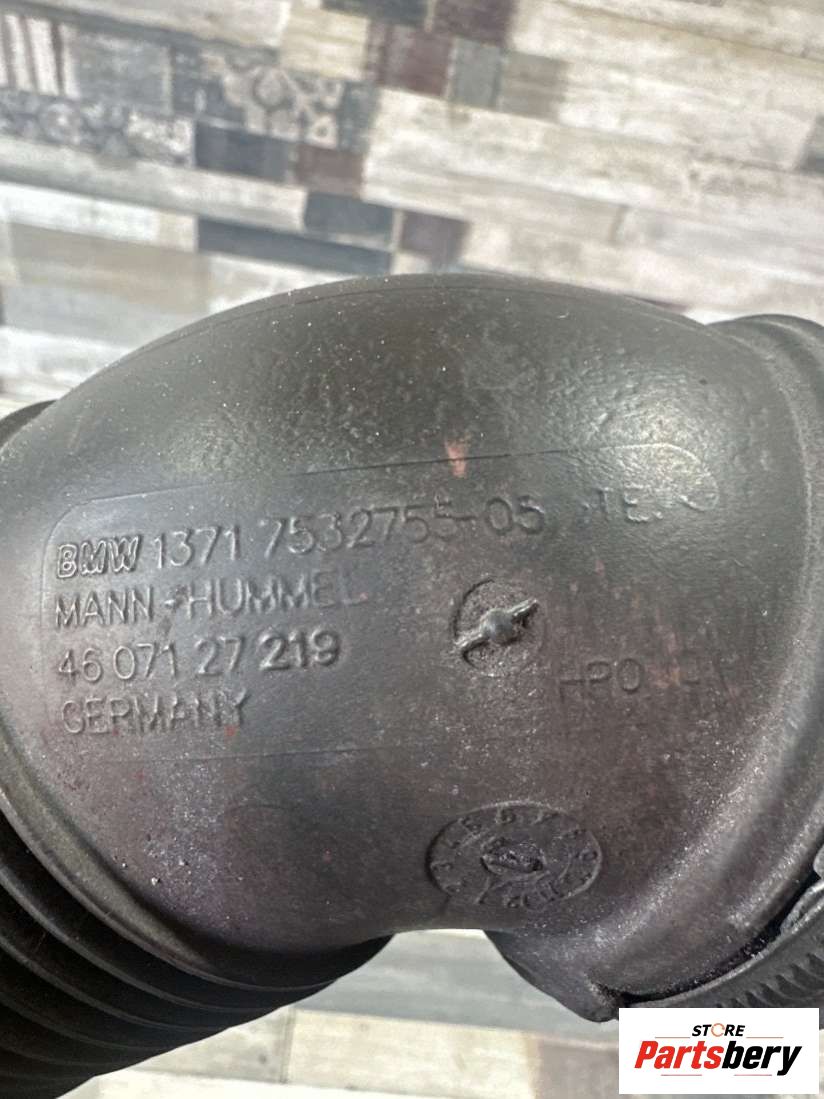 BMW 1371 7532755-05
MANN+HUMMEL
46 071 27 219
GERMANY
STORE
Partsbery